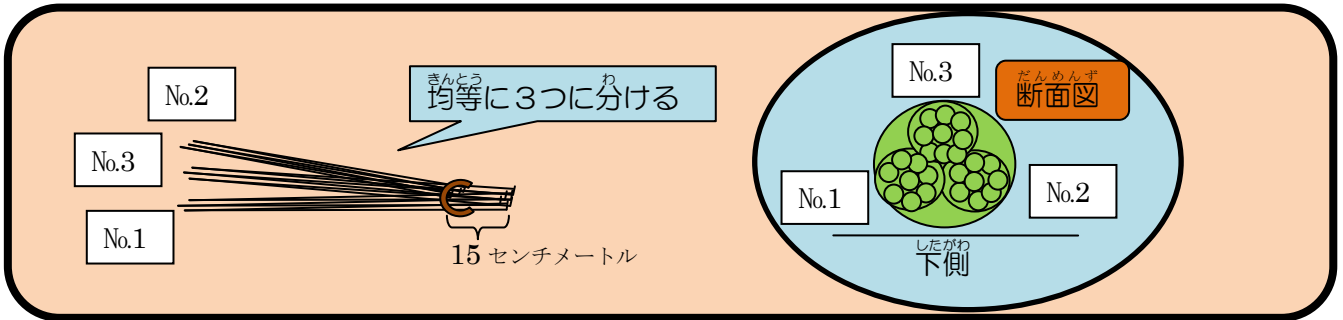 No.2
No.3
No.1
きんとう わ
均等に３つに分ける
15 センチメートル
No.3
だんめんず
断面図
No.1
No.2
したがわ
下側